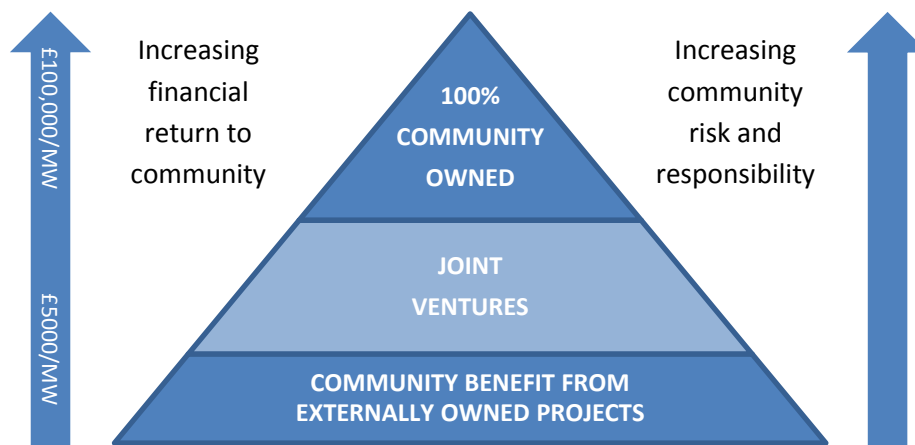 £100,000/MW
£5000/MW
Increasing
financial
return to
community
100%
COMMUNITY
OWNED
JOINT
VENTURES
COMMUNITY BENEFIT FROM
EXTERNALLY OWNED PROJECTS
Increasing
community
risk and
responsibility